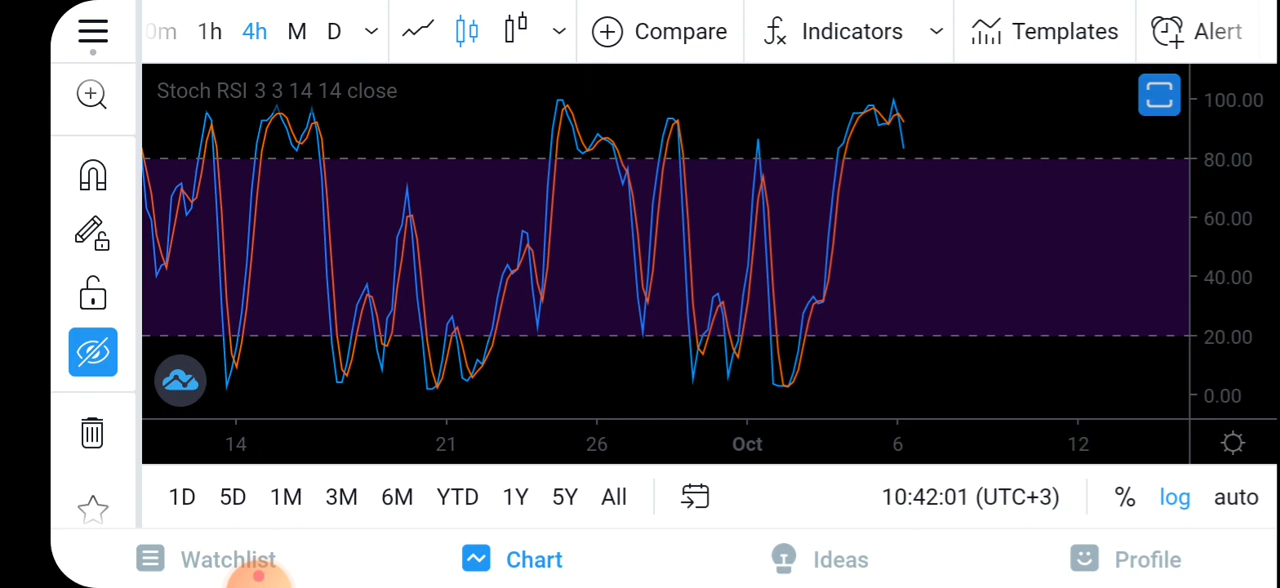 0m 1h 4h M D Compare Indicators Templates Alert
Stoch RSI 3 3 14 14 close
100.00
80.00
60.00
40.00
20.00
0.00
14 21 26 Oct 6 12
1D 5D 1M 3M 6M YTD 1Y 5Y All 10:42:01 (UTC+3) % log auto
Watchlist Chart Ideas Profile